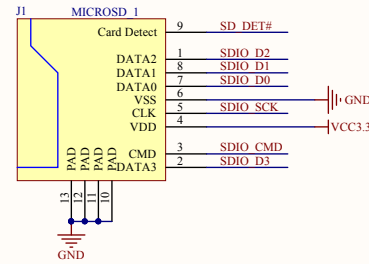 J1 MICROSD_1
Card Detect 9 SD_DET#
DATA2 1 SDIO_D2
DATA1 8 SDIO_D1
DATA0 7 SDIO_D0
VSS 6 GND
CLK 5 SDIO_SCK
VDD 4 VCC3.3
CMD 3 SDIO_CMD
DATA3 2 SDIO_D3
PAD PAD PAD PAD
13 12 11 10
GND